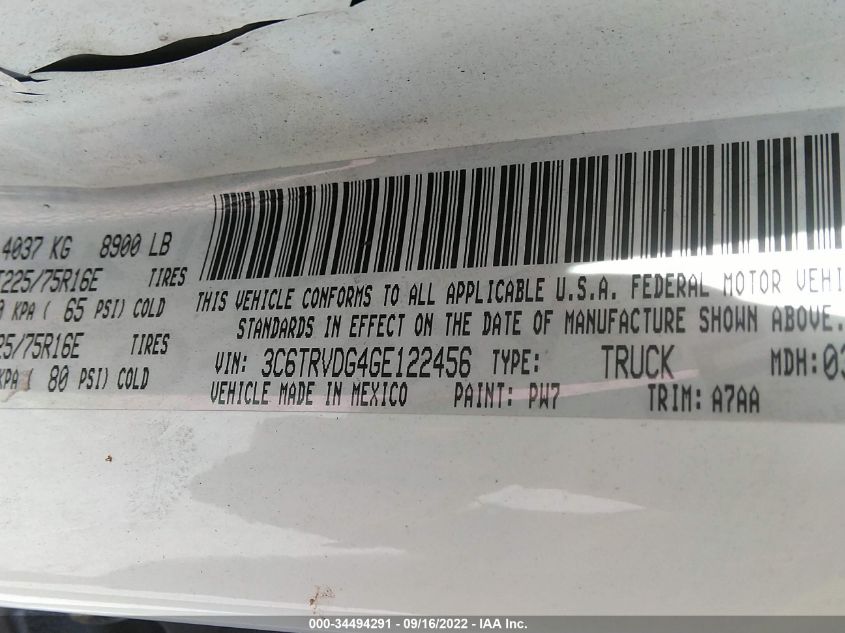 4037 KG 8900 LB
225/75R16E TIRES
KPA ( 65 PSI) COLD
25/75R16E TIRES
KPA ( 80 PSI) COLD
THIS VEHICLE CONFORMS TO ALL APPLICABLE U.S.A. FEDERAL MOTOR VEHI
STANDARDS IN EFFECT ON THE DATE OF MANUFACTURE SHOWN ABOVE.
VIN: 3C6TRVDG4GE122456 TYPE: TRUCK MDH: 03
VEHICLE MADE IN MEXICO PAINT: PW7 TRIM: A7AA
000-34494291 - 09/16/2022 - IAA Inc.